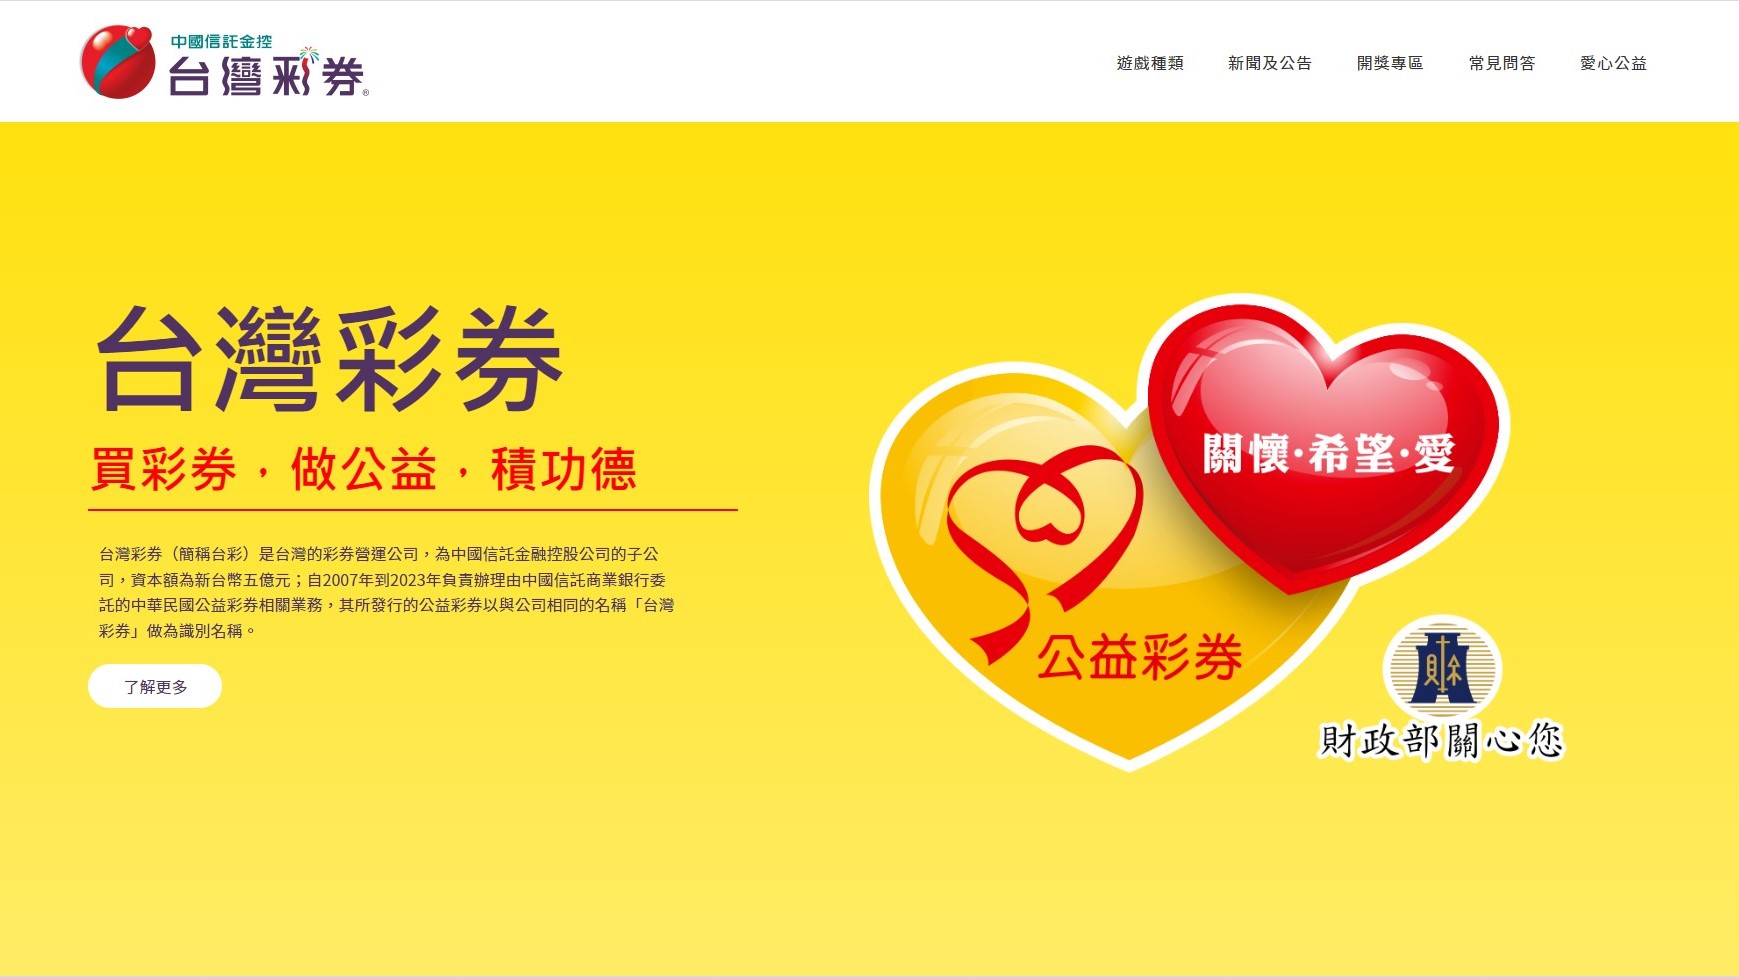 中國信託金控
台灣彩券®
遊戲種類 新聞及公告 開獎專區 常見問答 愛心公益
台灣彩券
買彩券，做公益，積功德
台灣彩券（簡稱台彩）是台灣的彩券營運公司，為中國信託金融控股公司的子公
司，資本額為新台幣五億元；自2007年到2023年負責辦理由中國信託商業銀行委
託的中華民國公益彩券相關業務，其所發行的公益彩券以與公司相同的名稱「台灣
彩券」做為識別名稱。
了解更多
關懷·希望·愛
公益彩券
財
財政部關心您